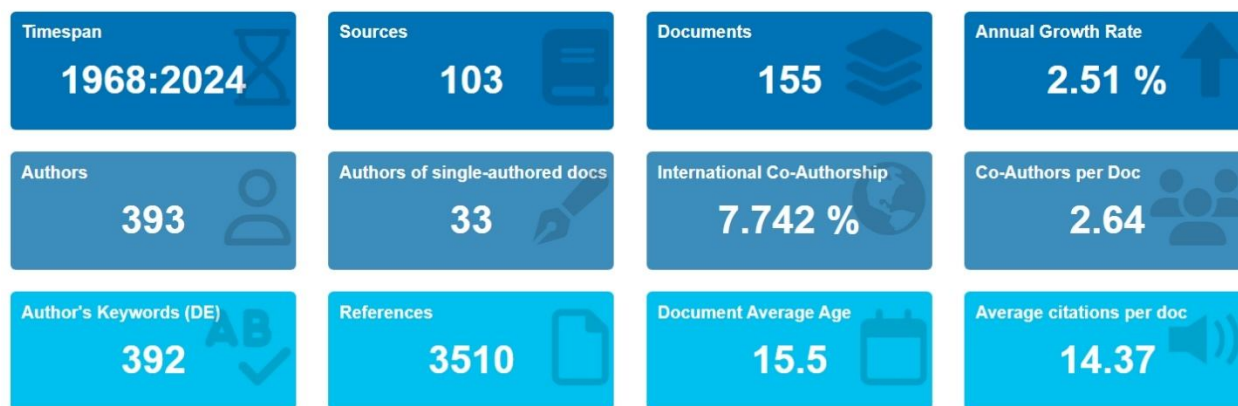 Timespan
1968:2024
Sources
103
Documents
155
Annual Growth Rate
2.51 %
Authors
393
Authors of single-authored docs
33
International Co-Authorship
7.742 %
Co-Authors per Doc
2.64
Author's Keywords (DE)
392
AB
References
3510
Document Average Age
15.5
Average citations per doc
14.37